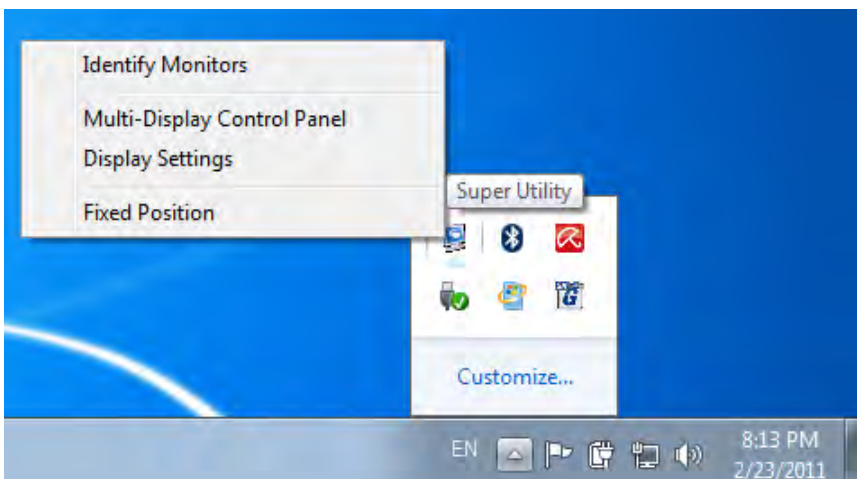 Identify Monitors
Multi-Display Control Panel
Display Settings
Fixed Position
Super Utility
G
Customize...
EN
8:13 PM
2/23/2011